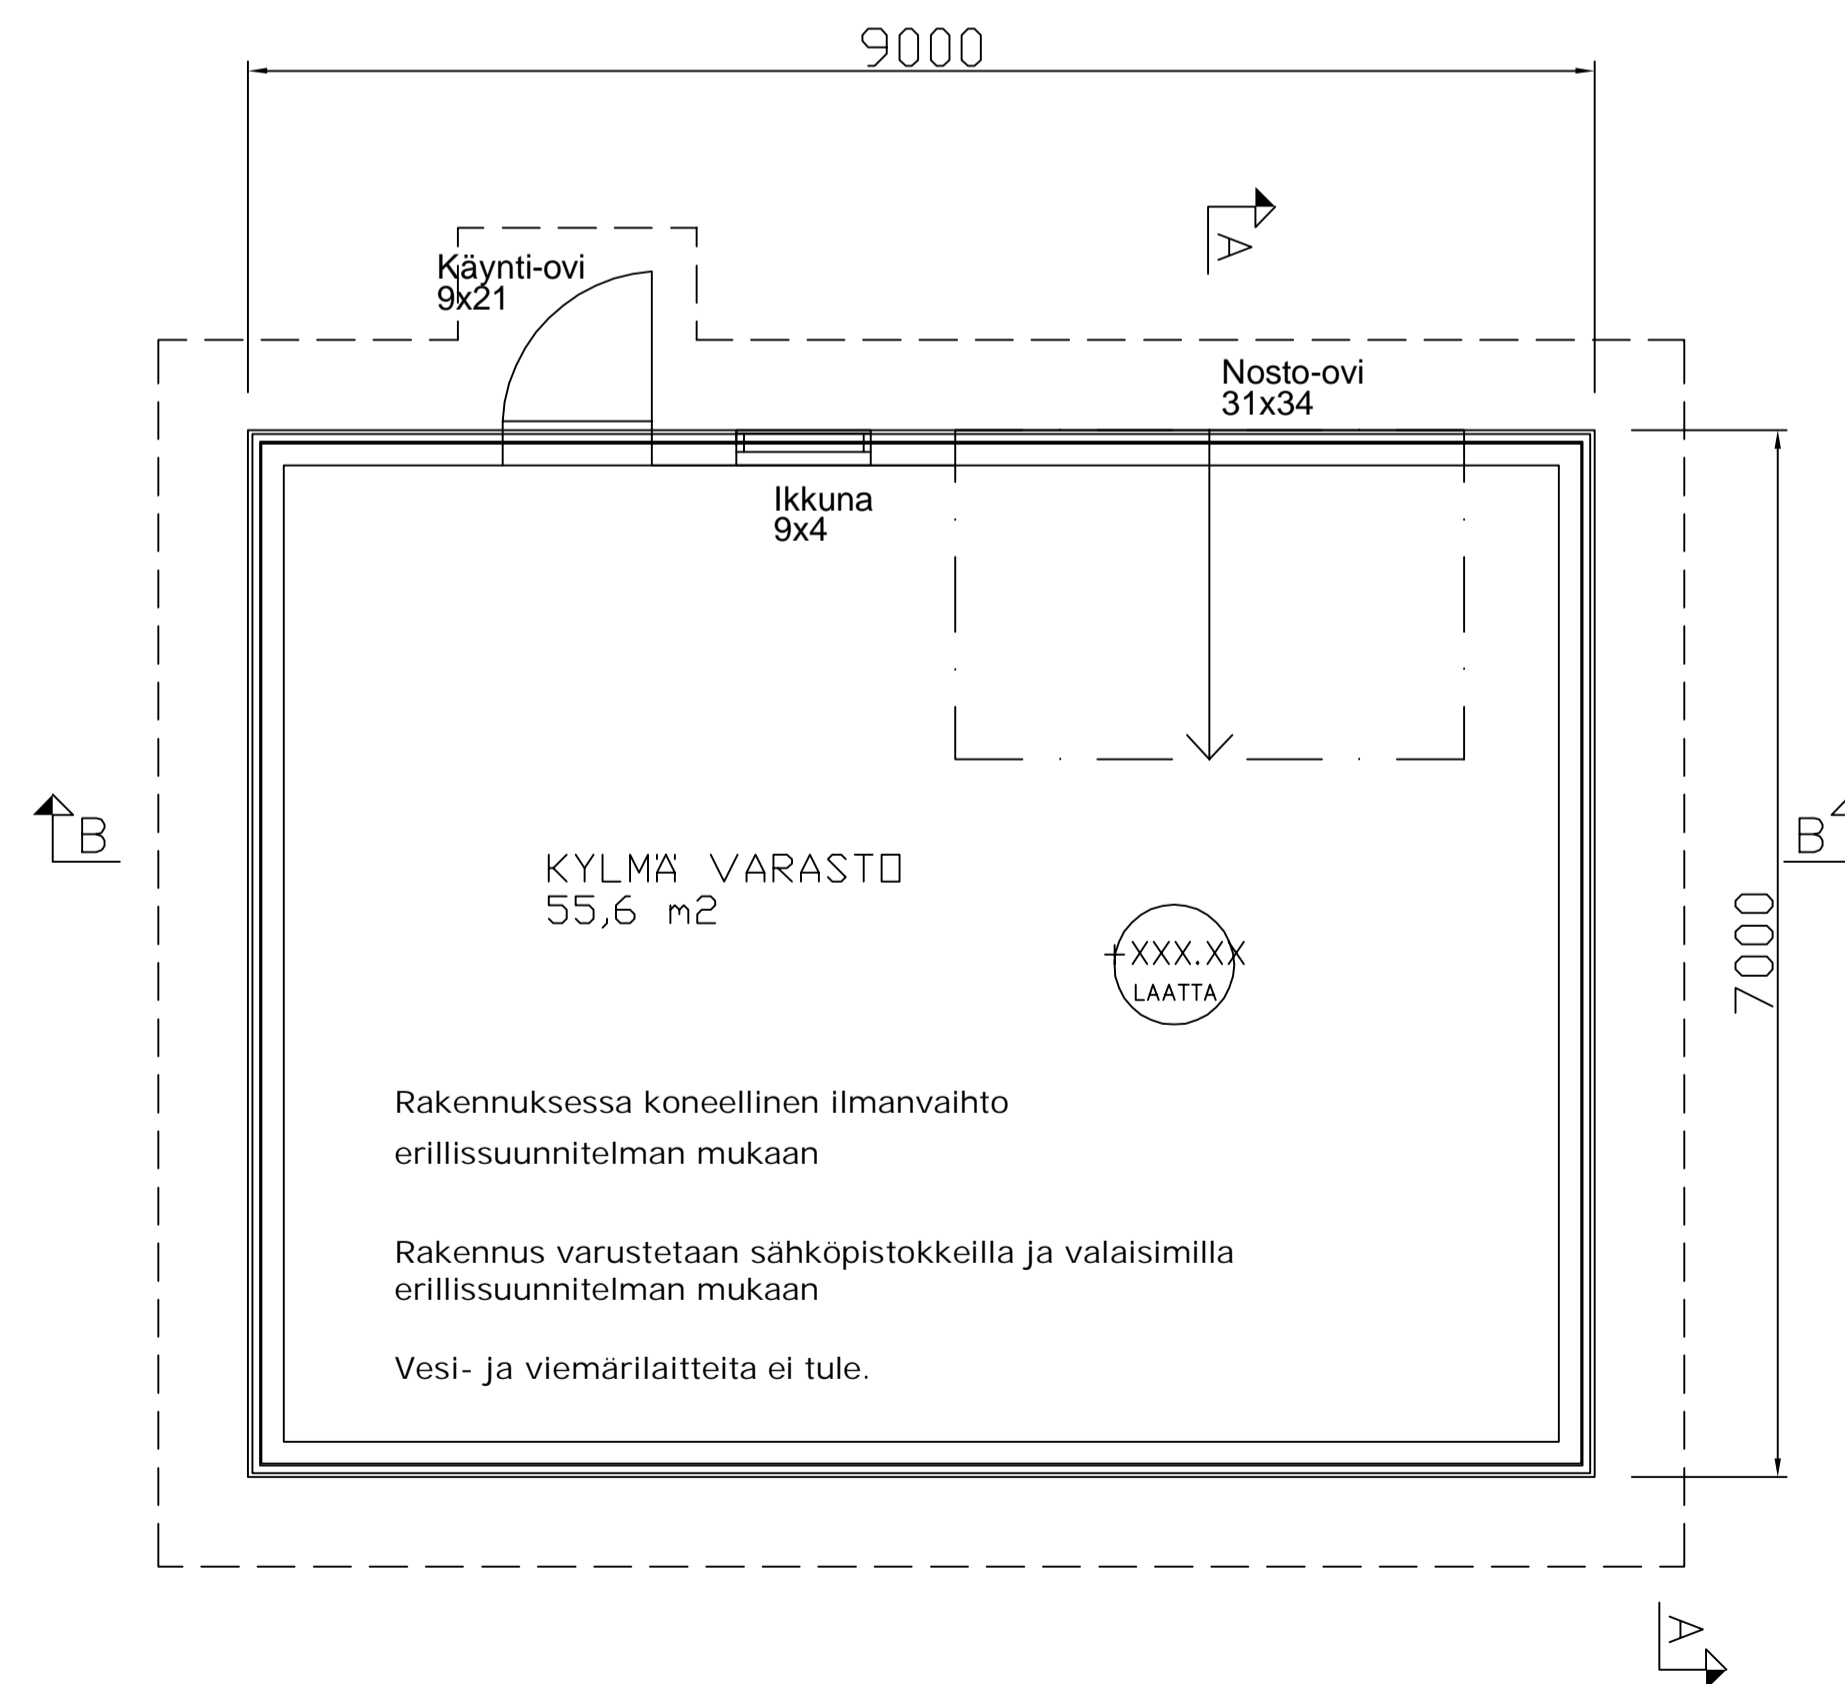 9000
A
Käynti-ovi
9x21
Nosto-ovi
31x34
Ikkuna
9x4
B
B
KYLMÄ VARASTO
55,6 m2
7000
+XXX.XX
LAATTA
Rakennuksessa koneellinen ilmanvaihto
erillissuunnitelman mukaan
Rakennus varustetaan sähköpistokkeilla ja valaisimilla
erillissuunnitelman mukaan
Vesi- ja viemärilaitteita ei tule.
A